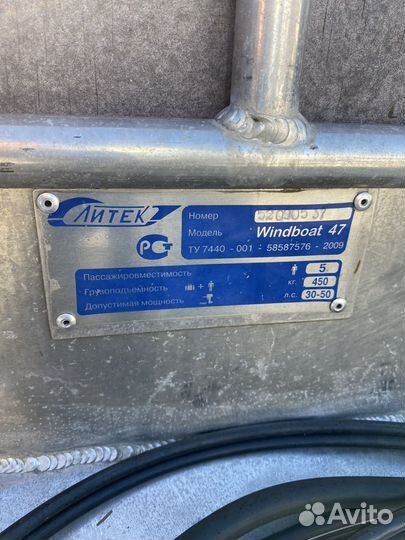 Литек
Номер
Модель Windboat 47
РСТ ТУ 7440 - 001 - 58587576 - 2009
Пассажировместимость 5
Грузоподъемность + кг. 450
Допустимая мощность л.с. 30-50
Avito